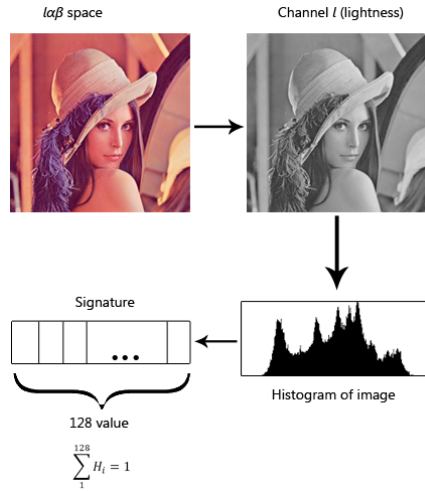 lαβ space
Channel l (lightness)
Signature
...
Histogram of image
128 value
128
∑ Hᵢ = 1
1